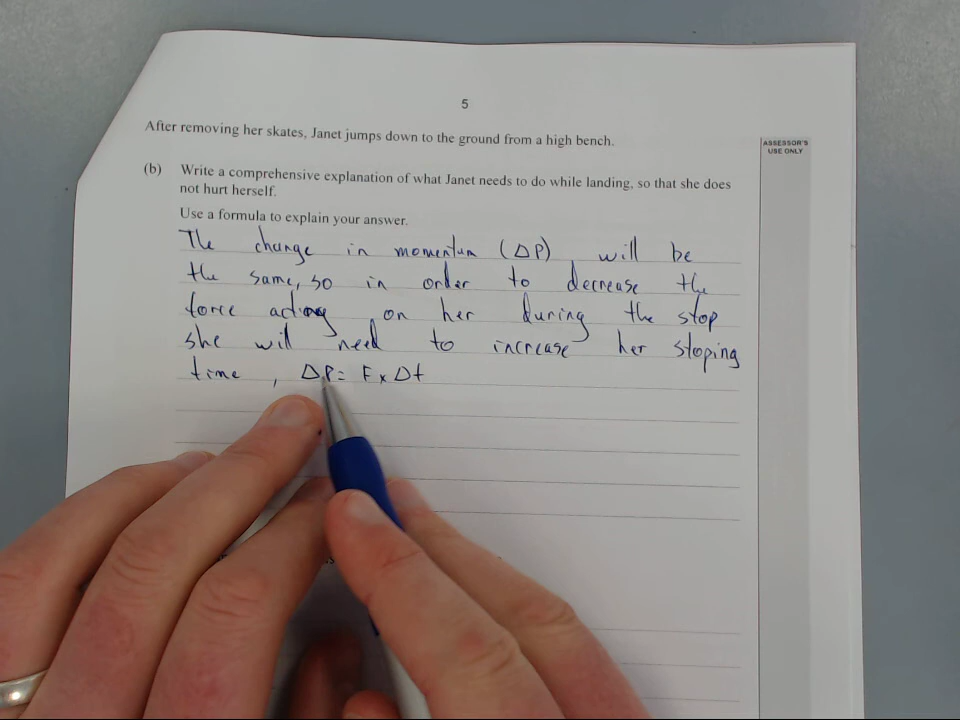 5
After removing her skates, Janet jumps down to the ground from a high bench.
ASSESSOR'S
USE ONLY
(b) Write a comprehensive explanation of what Janet needs to do while landing, so that she does
not hurt herself.
Use a formula to explain your answer.
The change in momentum (ΔP) will be
the same, so in order to decrease the
force acting on her during the stop
she will need to increase her stoping
time , ΔP = F x Δt